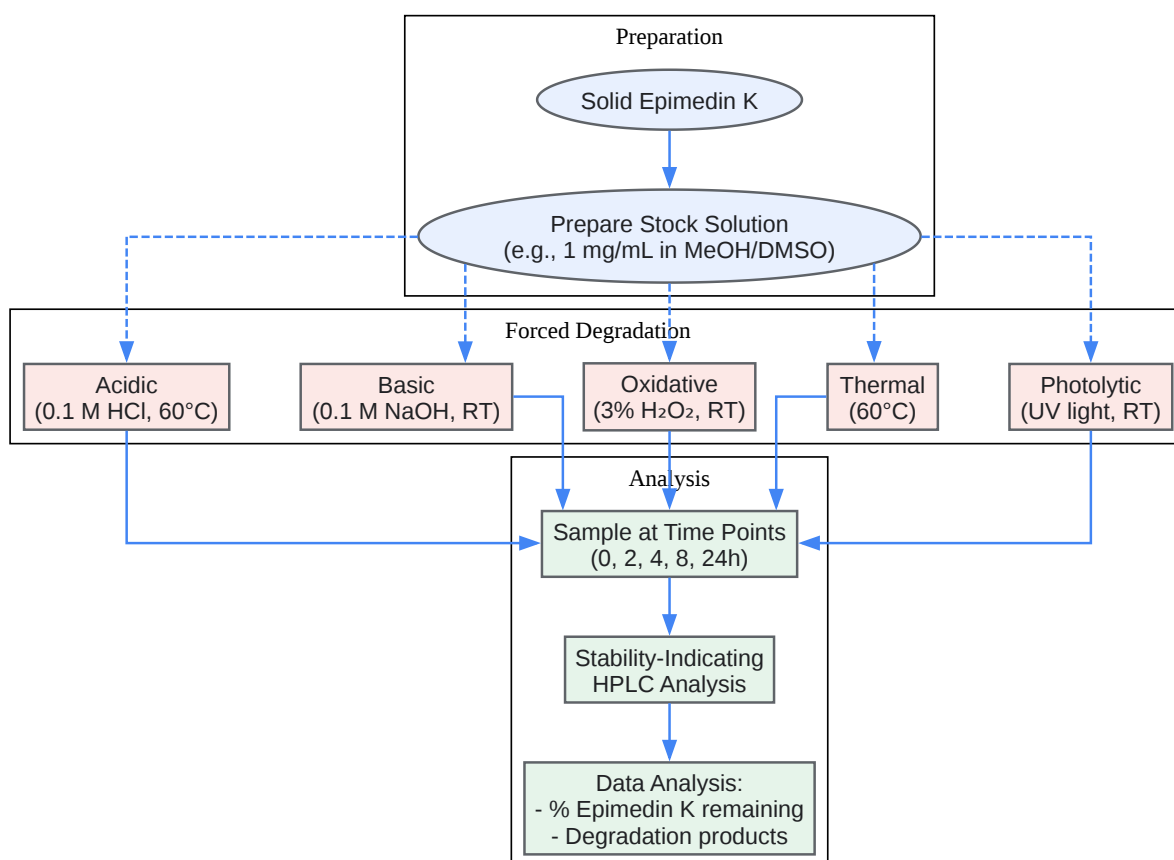 Preparation
Solid Epimedin K
Prepare Stock Solution
(e.g., 1 mg/mL in MeOH/DMSO)
Forced Degradation
Acidic
(0.1 M HCl, 60°C)
Basic
(0.1 M NaOH, RT)
Oxidative
(3% H₂O₂, RT)
Thermal
(60°C)
Photolytic
(UV light, RT)
Analysis
Sample at Time Points
(0, 2, 4, 8, 24h)
Stability-Indicating
HPLC Analysis
Data Analysis:
- % Epimedin K remaining
- Degradation products